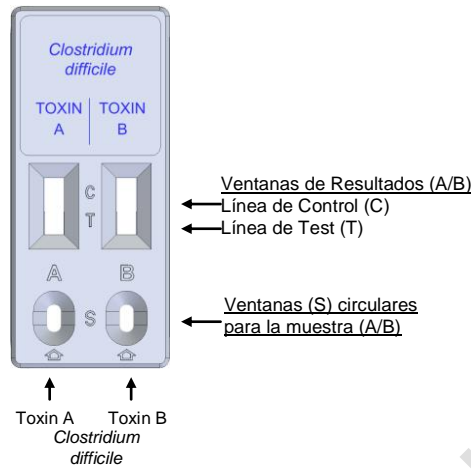 Clostridium
difficile
TOXIN
A
TOXIN
B
C
T
A
B
S
Ventanas de Resultados (A/B)
Línea de Control (C)
Línea de Test (T)
Ventanas (S) circulares
para la muestra (A/B)
Toxin A
Toxin B
Clostridium
difficile